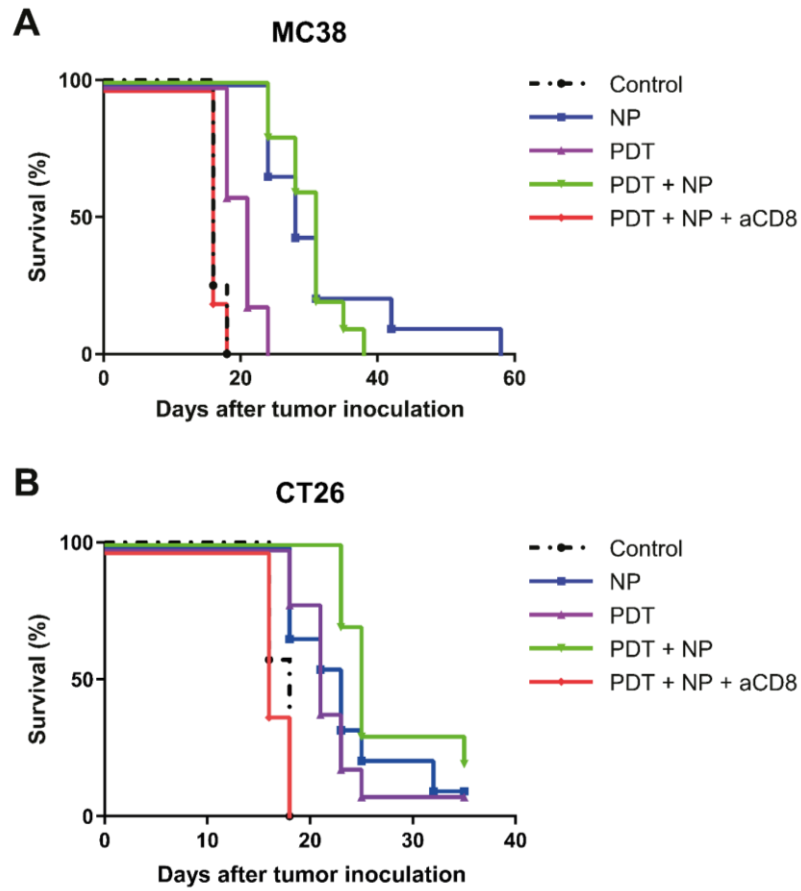 A
MC38
100
50
0
Survival (%)
0 20 40 60
Days after tumor inoculation
Control
NP
PDT
PDT + NP
PDT + NP + aCD8
B
CT26
100
50
0
Survival (%)
0 10 20 30 40
Days after tumor inoculation
Control
NP
PDT
PDT + NP
PDT + NP + aCD8